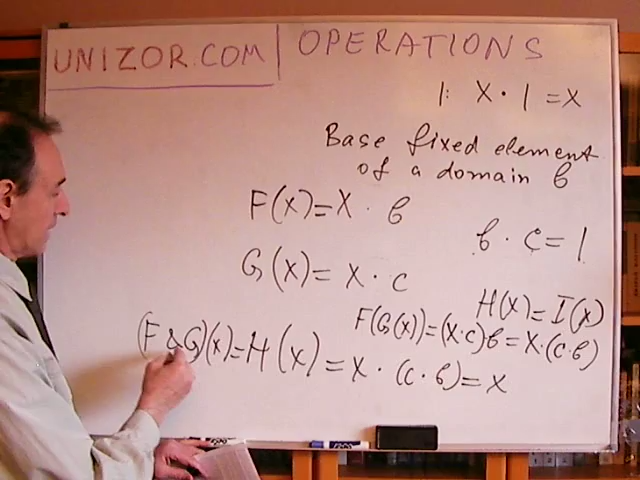 UNIZOR.COM | OPERATIONS
1: X · 1 = X
Base fixed element
of a domain b
F(X) = X · b
b · c = 1
G(X) = X · c
H(X) = I(X)
F(G(X)) = (X·c)b = X·(c·b)
(F & G)(X) = H(X) = X · (c·b) = X